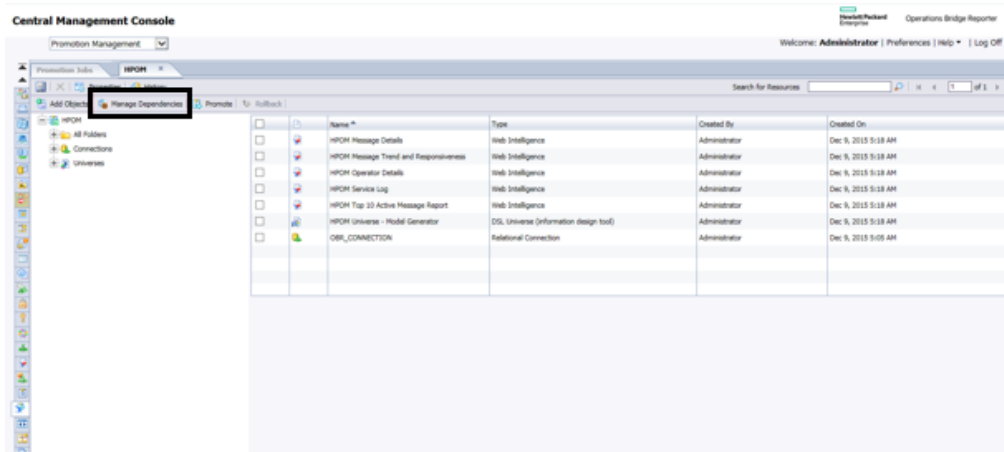 Central Management Console
Hewlett Packard
Enterprise
Operations Bridge Reporter
Promotion Management
Welcome: Administrator | Preferences | Help | Log Off
Promotion Jobs
HPOM ×
Properties
History
Search for Resources
1 of 1
Add Objects
Manage Dependencies
Promote
Rollback
HPOM
All Folders
Connections
Universes
Name Type Created By Created On
HPOM Message Details Web Intelligence Administrator Dec 9, 2015 5:18 AM
HPOM Message Trend and Responsiveness Web Intelligence Administrator Dec 9, 2015 5:18 AM
HPOM Operator Details Web Intelligence Administrator Dec 9, 2015 5:18 AM
HPOM Service Log Web Intelligence Administrator Dec 9, 2015 5:18 AM
HPOM Top 10 Active Message Report Web Intelligence Administrator Dec 9, 2015 5:18 AM
HPOM Universe - Model Generator DSL Universe (information design tool) Administrator Dec 9, 2015 5:18 AM
OBR_CONNECTION Relational Connection Administrator Dec 9, 2015 5:05 AM